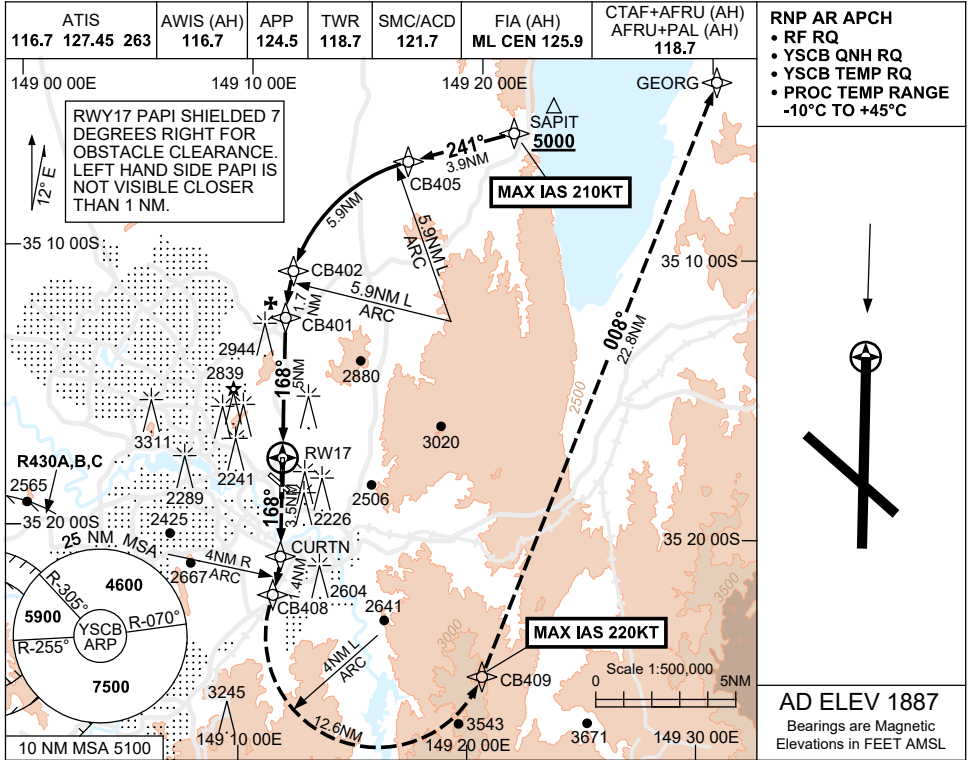 ATIS
116.7 127.45 263
AWIS (AH)
116.7
APP
124.5
TWR
118.7
SMC/ACD
121.7
FIA (AH)
ML CEN 125.9
CTAF+AFRU (AH)
AFRU+PAL (AH)
118.7
RNP AR APCH
• RF RQ
• YSCB QNH RQ
• YSCB TEMP RQ
• PROC TEMP RANGE
-10°C TO +45°C
149 00 00E
149 10 00E
149 20 00E
GEORG
RWY17 PAPI SHIELDED 7
DEGREES RIGHT FOR
OBSTACLE CLEARANCE.
LEFT HAND SIDE PAPI IS
NOT VISIBLE CLOSER
THAN 1 NM.
12° E
SAPIT
5000
241°
3.9NM
CB405
MAX IAS 210KT
5.9NM
5.9NM L
ARC
35 10 00S
35 10 00S
CB402
5.9NM L
ARC
1.7
NM
CB401
2944
2839
2880
168°
5NM
008°
22.8NM
2500
3311
3020
2241
RW17
R430A,B,C
2565
2289
2506
2226
168°
3.5NM
35 20 00S
2425
35 20 00S
25 NM MSA
CURTN
4NM R
ARC
.4NM
2667
2604
CB408
2641
3500
3000
R-305°
4600
5900
R-070°
YSCB
ARP
R-255°
7500
MAX IAS 220KT
4NM L
ARC
Scale 1:500,000
0
5NM
CB409
3245
3543
3671
12.6NM
10 NM MSA 5100
149 10 00E
149 20 00E
149 30 00E
AD ELEV 1887
Bearings are Magnetic
Elevations in FEET AMSL